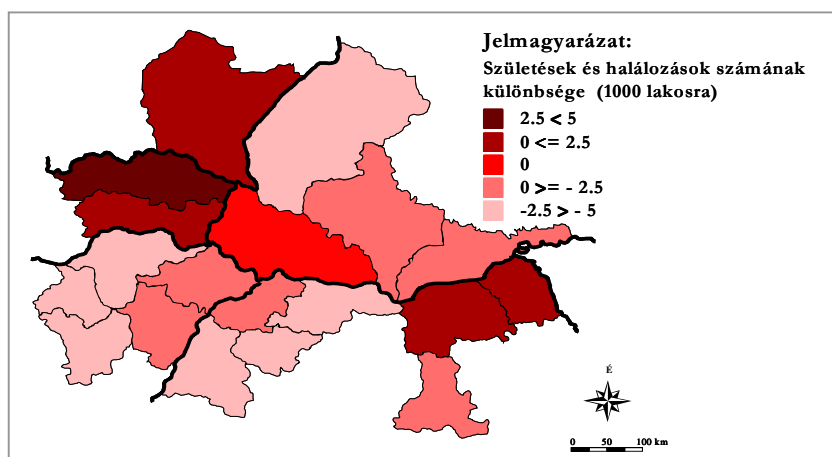 Jelmagyarázat:
Születések és halálozások számának
különbsége (1000 lakosra)
2.5 < 5
0 <= 2.5
0
0 >= - 2.5
-2.5 > - 5
É
0 50 100 km